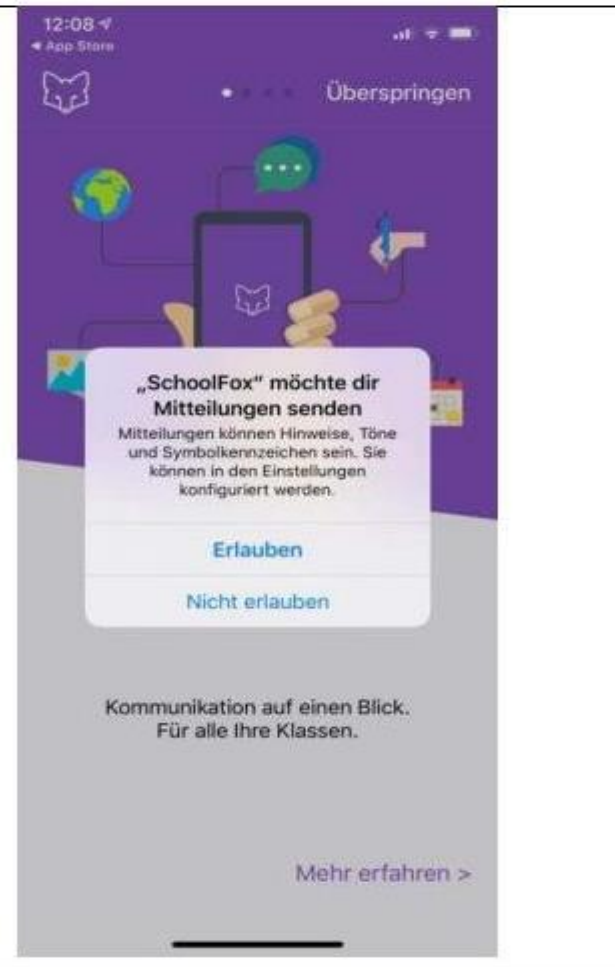 12:08
◀ App Store
Überspringen
„SchoolFox“ möchte dir
Mitteilungen senden
Mitteilungen können Hinweise, Töne
und Symbolkennzeichen sein. Sie
können in den Einstellungen
konfiguriert werden.
Erlauben
Nicht erlauben
Kommunikation auf einen Blick.
Für alle Ihre Klassen.
Mehr erfahren >